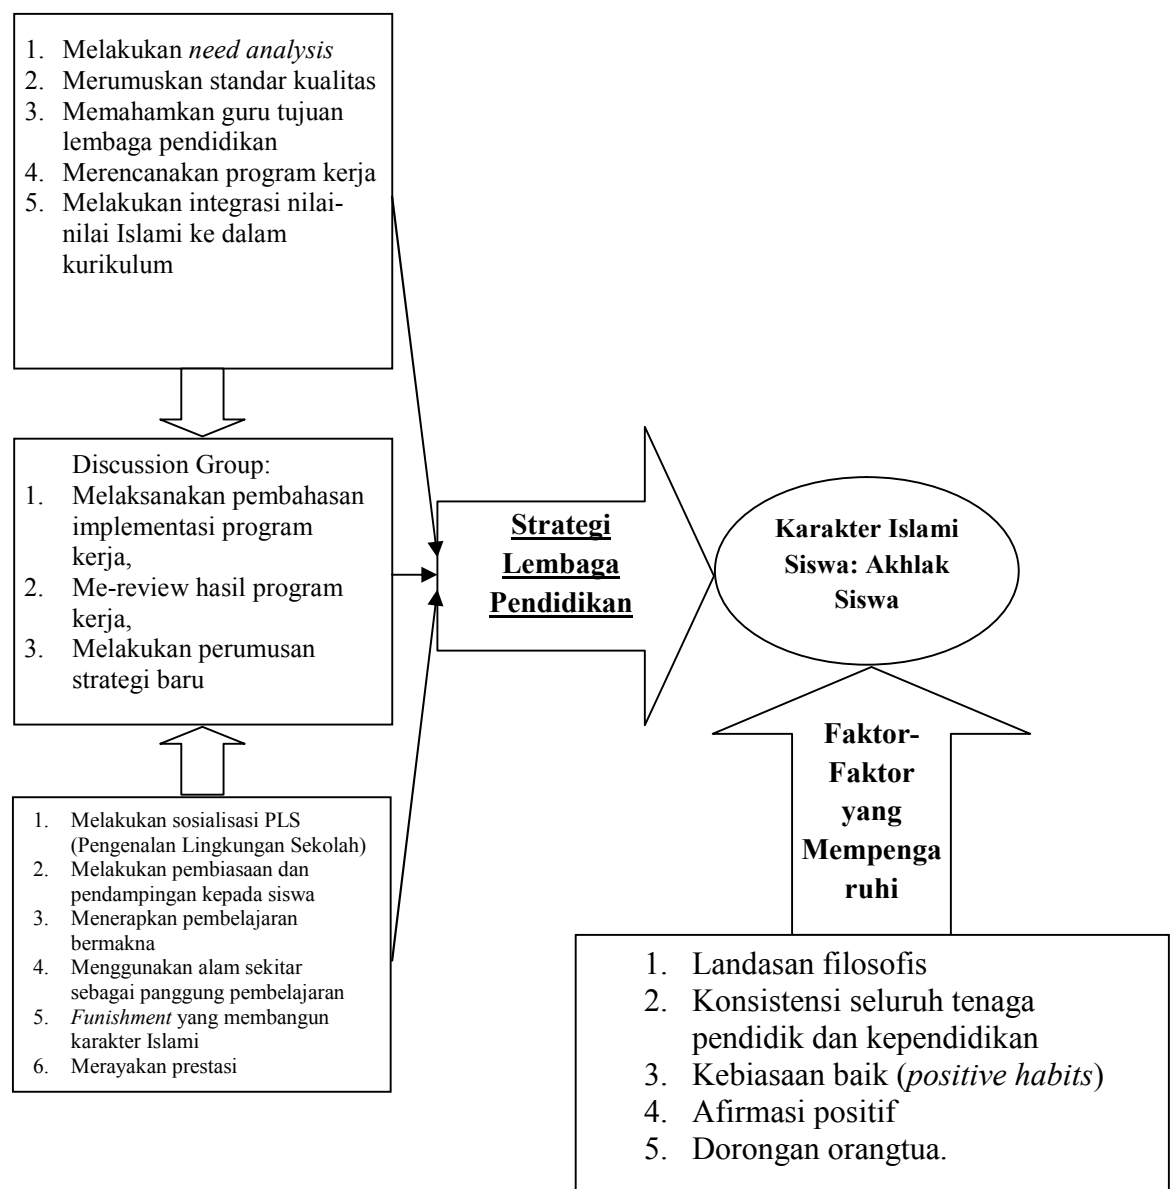 1. Melakukan need analysis
2. Merumuskan standar kualitas
3. Memahamkan guru tujuan
lembaga pendidikan
4. Merencanakan program kerja
5. Melakukan integrasi nilai-
nilai Islami ke dalam
kurikulum
Discussion Group:
1. Melaksanakan pembahasan
implementasi program
kerja,
2. Me-review hasil program
kerja,
3. Melakukan perumusan
strategi baru
1. Melakukan sosialisasi PLS
(Pengenalan Lingkungan Sekolah)
2. Melakukan pembiasaan dan
pendampingan kepada siswa
3. Menerapkan pembelajaran
bermakna
4. Menggunakan alam sekitar
sebagai panggung pembelajaran
5. Funishment yang membangun
karakter Islami
6. Merayakan prestasi
Strategi
Lembaga
Pendidikan
Karakter Islami
Siswa: Akhlak
Siswa
Faktor-
Faktor
yang
Mempenga
ruhi
1. Landasan filosofis
2. Konsistensi seluruh tenaga
pendidik dan kependidikan
3. Kebiasaan baik (positive habits)
4. Afirmasi positif
5. Dorongan orangtua.